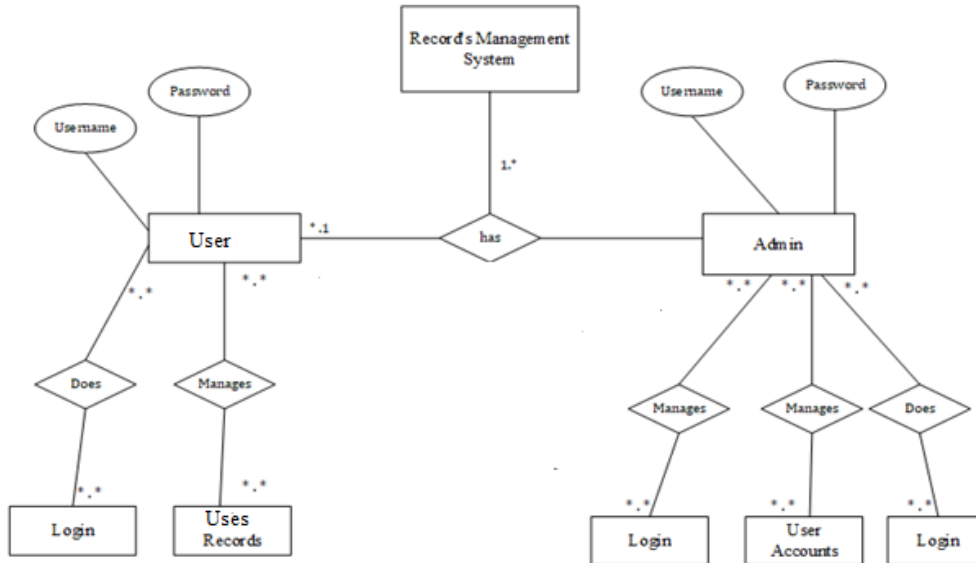 Record's Management
System
Password
Username
Username
Password
1.*
User
*.1
has
Admin
*.*
*.*
*.*
*.*
*.*
Does
Manages
Manages
Manages
Does
*.*
*.*
*.*
*.*
*.*
Login
Uses
Records
Login
User
Accounts
Login